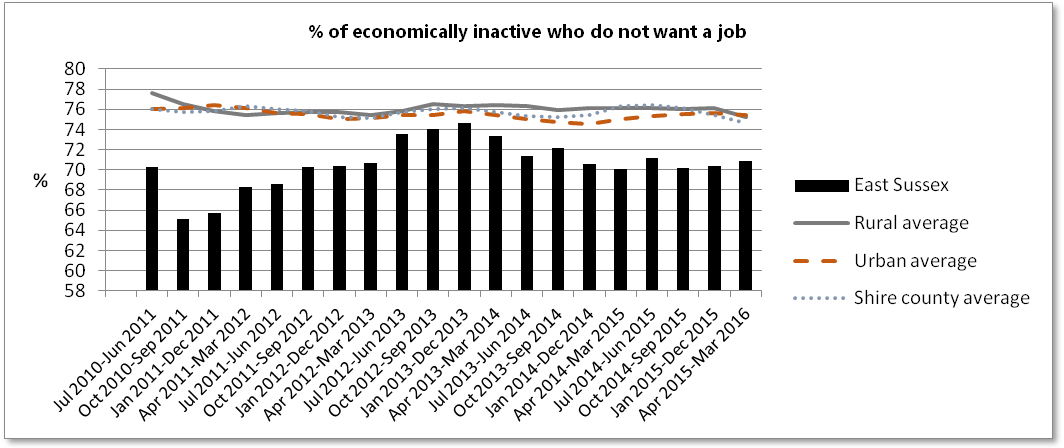 % of economically inactive who do not want a job
80
78
76
74
72
70
68
66
64
62
60
58
%
Jul 2010-Jun 2011
Oct 2010-Sep 2011
Jan 2011-Dec 2011
Apr 2011-Mar 2012
Jul 2011-Jun 2012
Oct 2011-Sep 2012
Jan 2012-Dec 2012
Apr 2012-Mar 2013
Jul 2012-Jun 2013
Oct 2012-Sep 2013
Jan 2013-Dec 2013
Apr 2013-Mar 2014
Jul 2013-Jun 2014
Oct 2013-Sep 2014
Jan 2014-Dec 2014
Apr 2014-Mar 2015
Jul 2014-Jun 2015
Oct 2014-Sep 2015
Jan 2015-Dec 2015
Apr 2015-Mar 2016
East Sussex
Rural average
Urban average
Shire county average